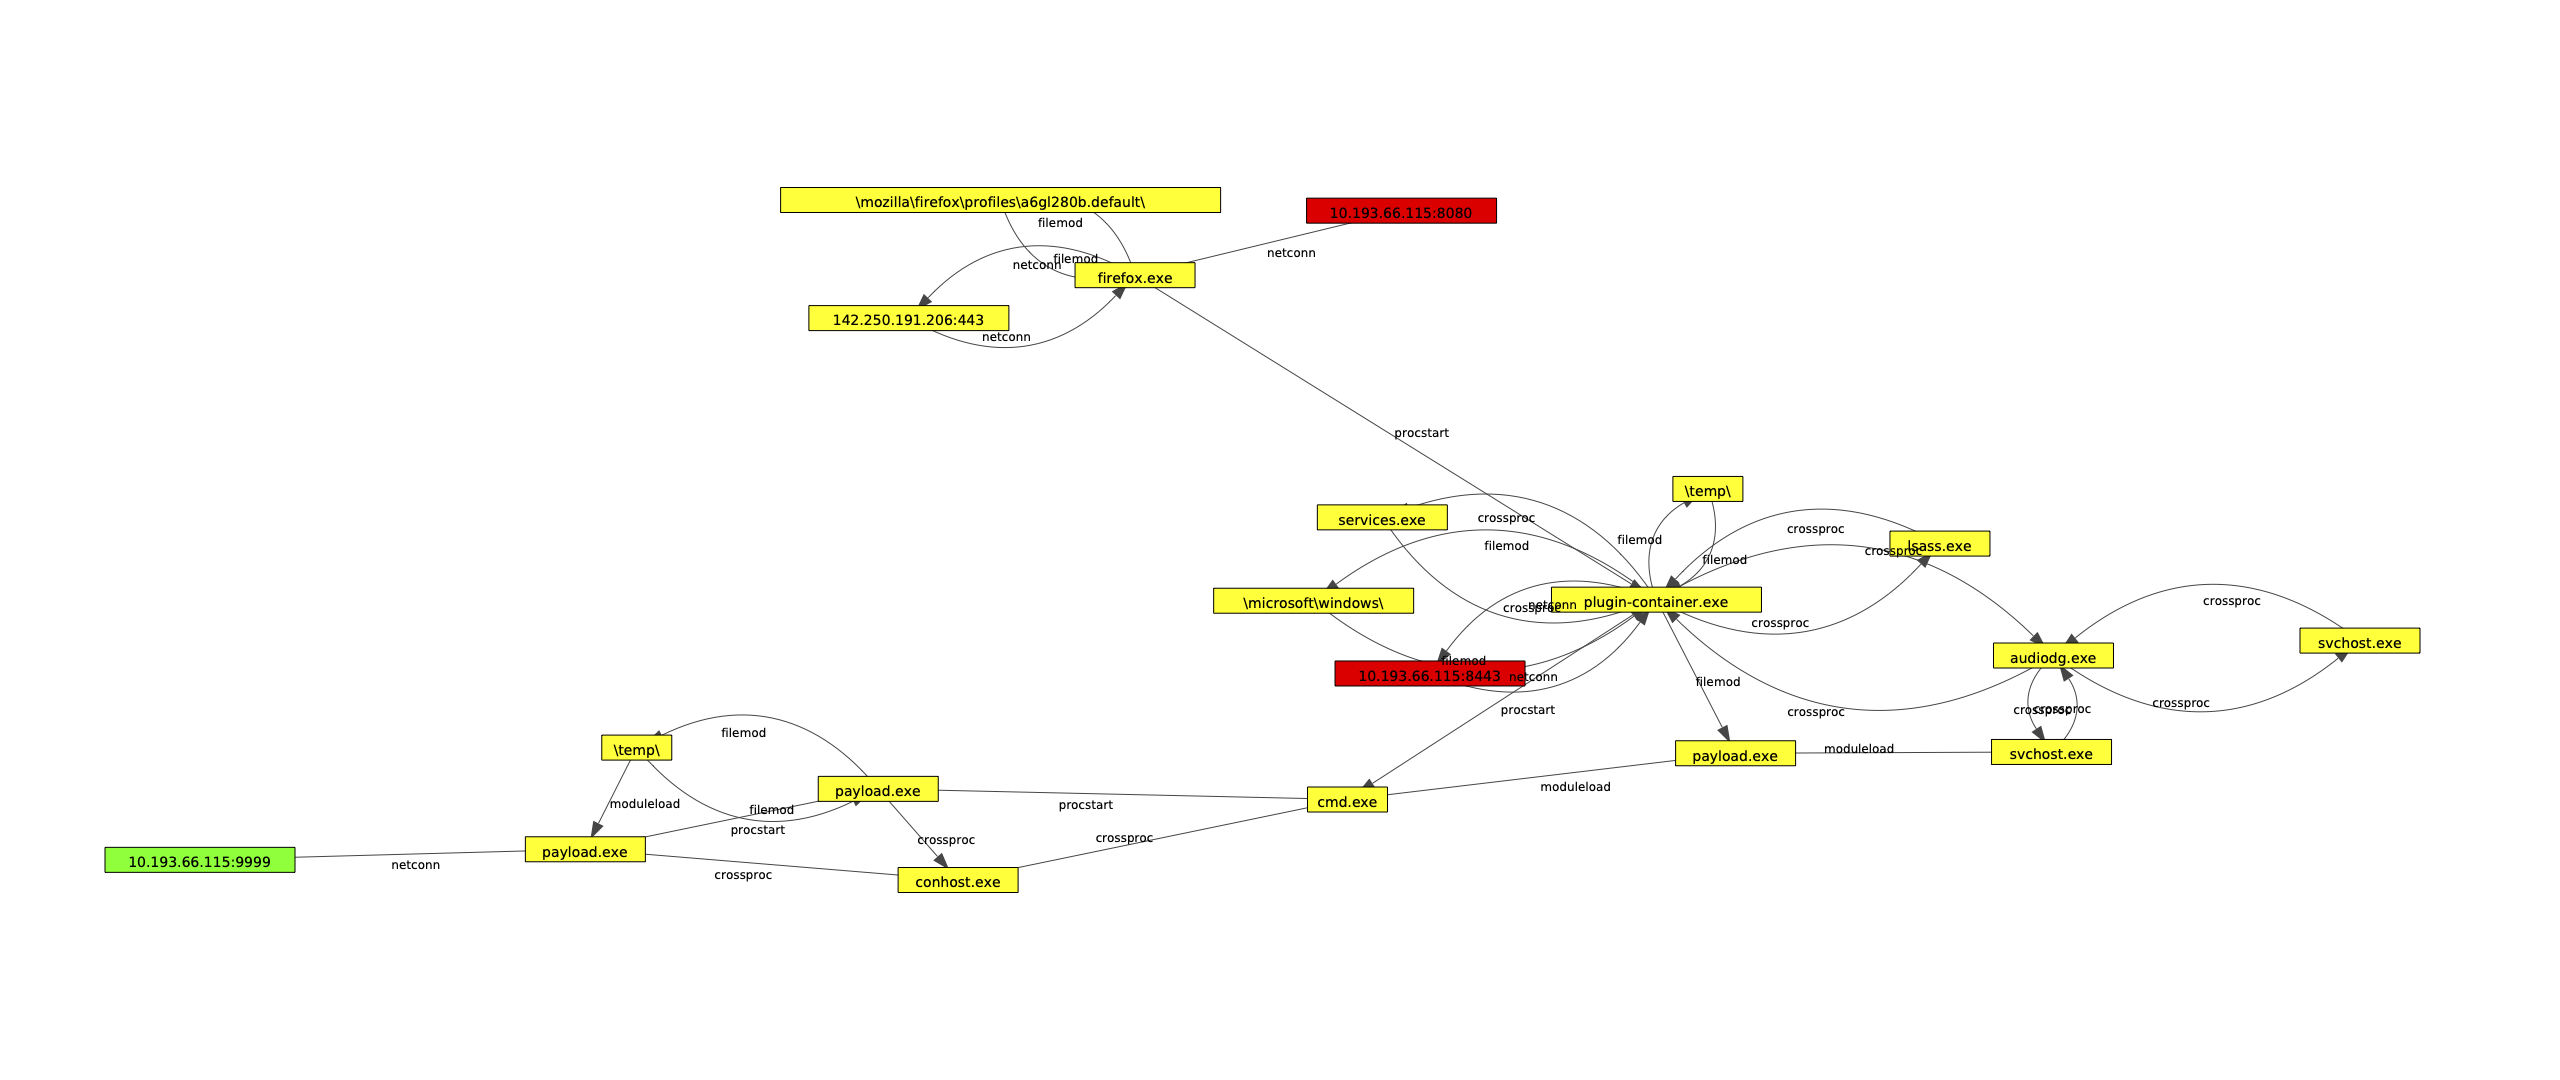 \mozilla\firefox\profiles\a6gl280b.default\
10.193.66.115:8080
filemod
netconn
filemod
netconn
firefox.exe
142.250.191.206:443
netconn
procstart
\temp\
services.exe
crossproc
filemod
crossproc
filemod
lsass.exe
crossproc
filemod
\microsoft\windows\
crossproc
netconn
plugin-container.exe
crossproc
crossproc
svchost.exe
audiodg.exe
filemod
10.193.66.115:8443
netconn
filemod
crossproc
crossproc
crossproc
crossproc
procstart
\temp\
filemod
payload.exe
moduleload
svchost.exe
moduleload
payload.exe
procstart
cmd.exe
moduleload
filemod
procstart
crossproc
crossproc
10.193.66.115:9999
netconn
payload.exe
crossproc
conhost.exe